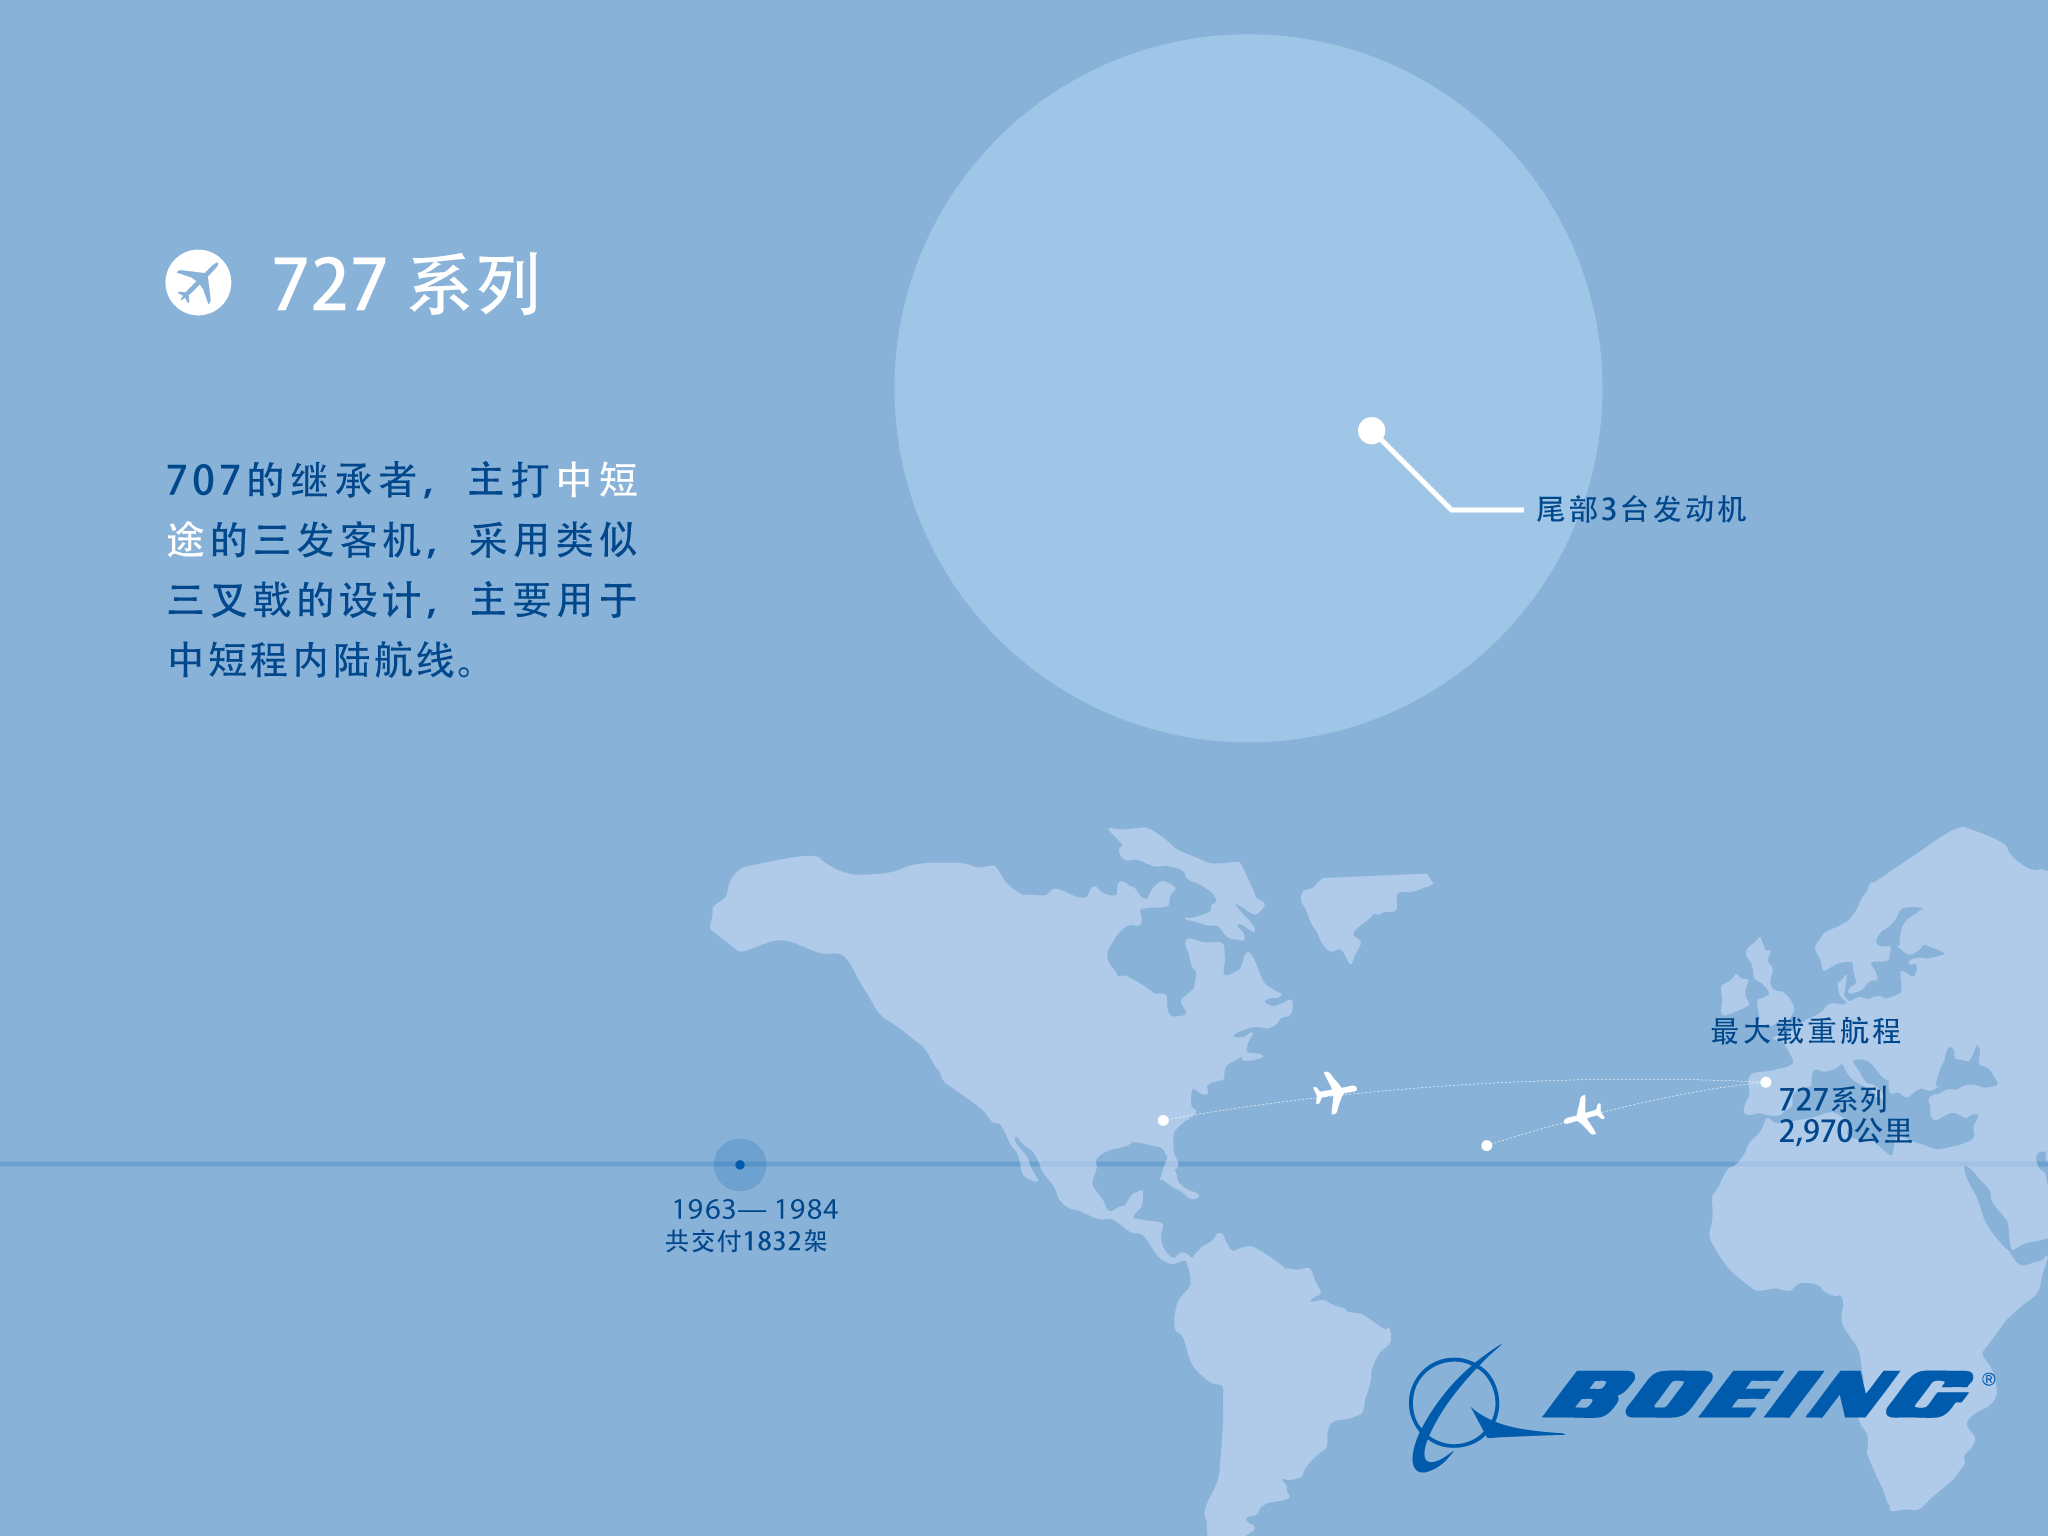 727 系列
707的继承者，主打中短
途的三发客机，采用类似
三叉戟的设计，主要用于
中短程内陆航线。
尾部3台发动机
最大载重航程
727系列
2,970公里
1963— 1984
共交付1832架
BOEING®